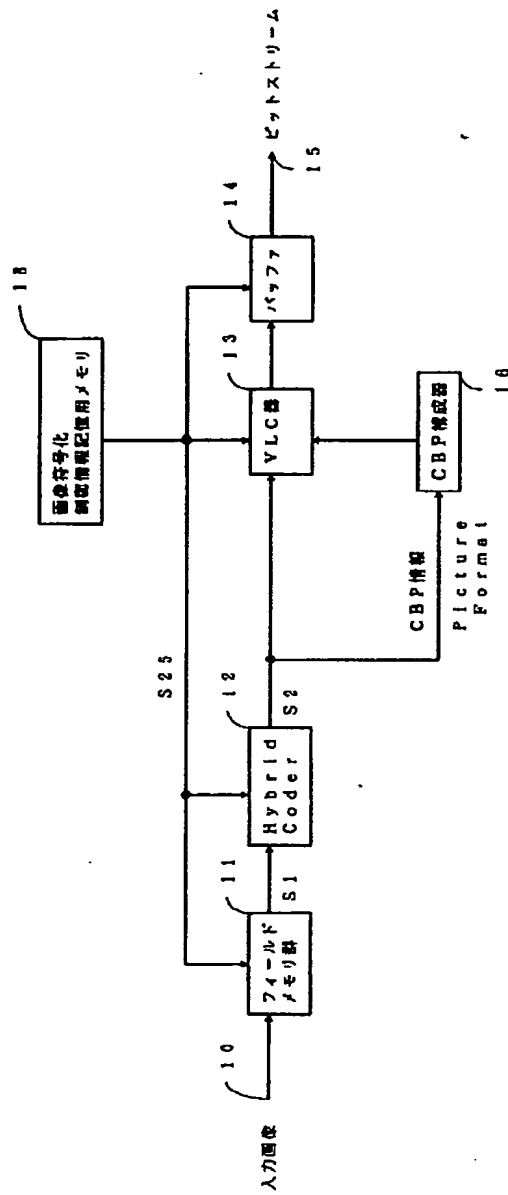 18
画像符号化
制御情報記憶用メモリ
S25
入力画像
10
11
フィールド
メモリ群
S1
12
Hybrid
Coder
S2
13
VLC器
14
バッファ
15
ビットストリーム
CBP情報
Picture
Format
CBP構成器
16